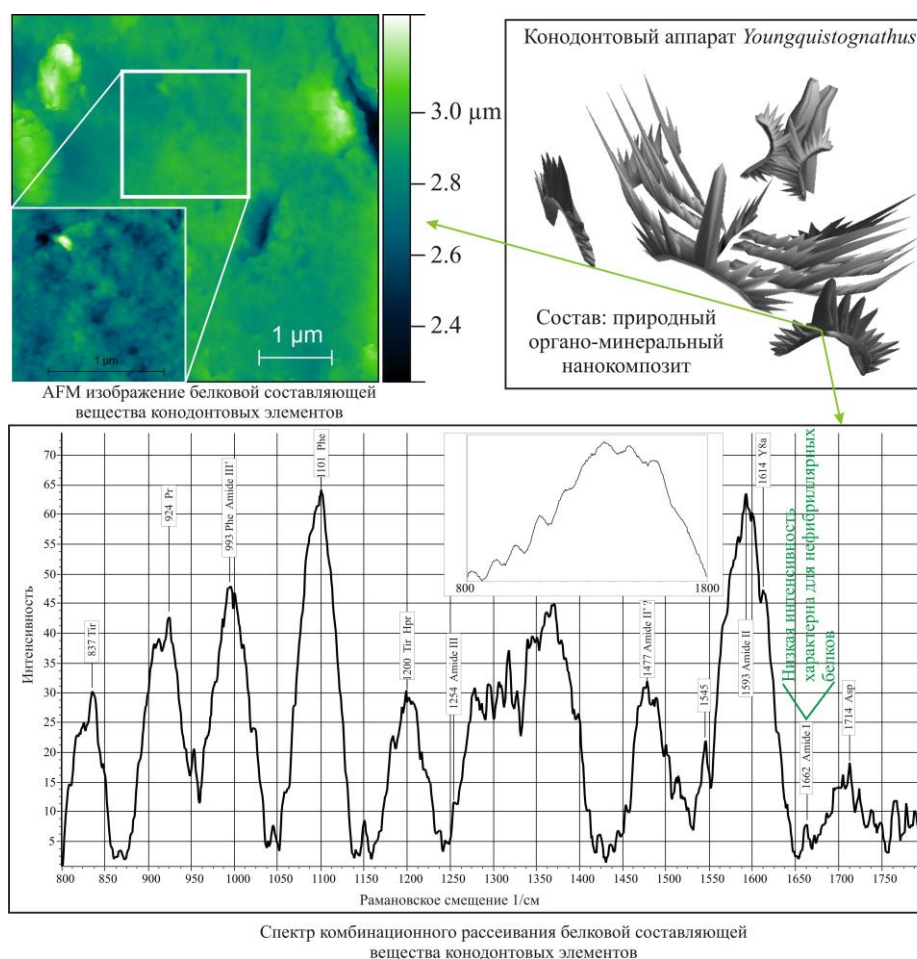 3.0 µm
2.8
2.6
2.4
1 µm
1 µm
AFM изображение белковой составляющей
вещества конодонтовых элементов
Конодонтовый аппарат Youngquistognathus
Состав: природный
органо-минеральный
нанокомпозит
Интенсивность
70
65
60
55
50
45
40
35
30
25
20
15
10
5
837 Tir
924 Pr
993 Phe Amide III'
1101 Phe
1200 Tir Hpr
1254 Amide III
1477 Amide II' ?
1545
1593 Amide II
1614 Y8a
1662 Amide I
1714 Asp
Низкая интенсивность
характерна для нефибриллярных
белков
800
1800
800 850 900 950 1000 1050 1100 1150 1200 1250 1300 1350 1400 1450 1500 1550 1600 1650 1700 1750
Рамановское смещение 1/см
Спектр комбинационного рассеивания белковой составляющей
вещества конодонтовых элементов